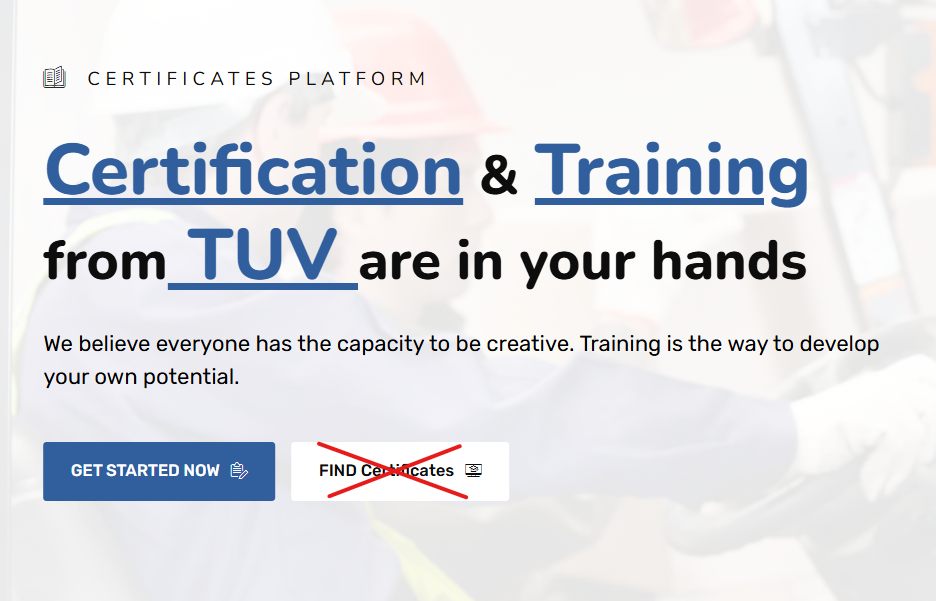 CERTIFICATES PLATFORM
Certification & Training
from TUV are in your hands
We believe everyone has the capacity to be creative. Training is the way to develop
your own potential.
GET STARTED NOW
FIND Certificates